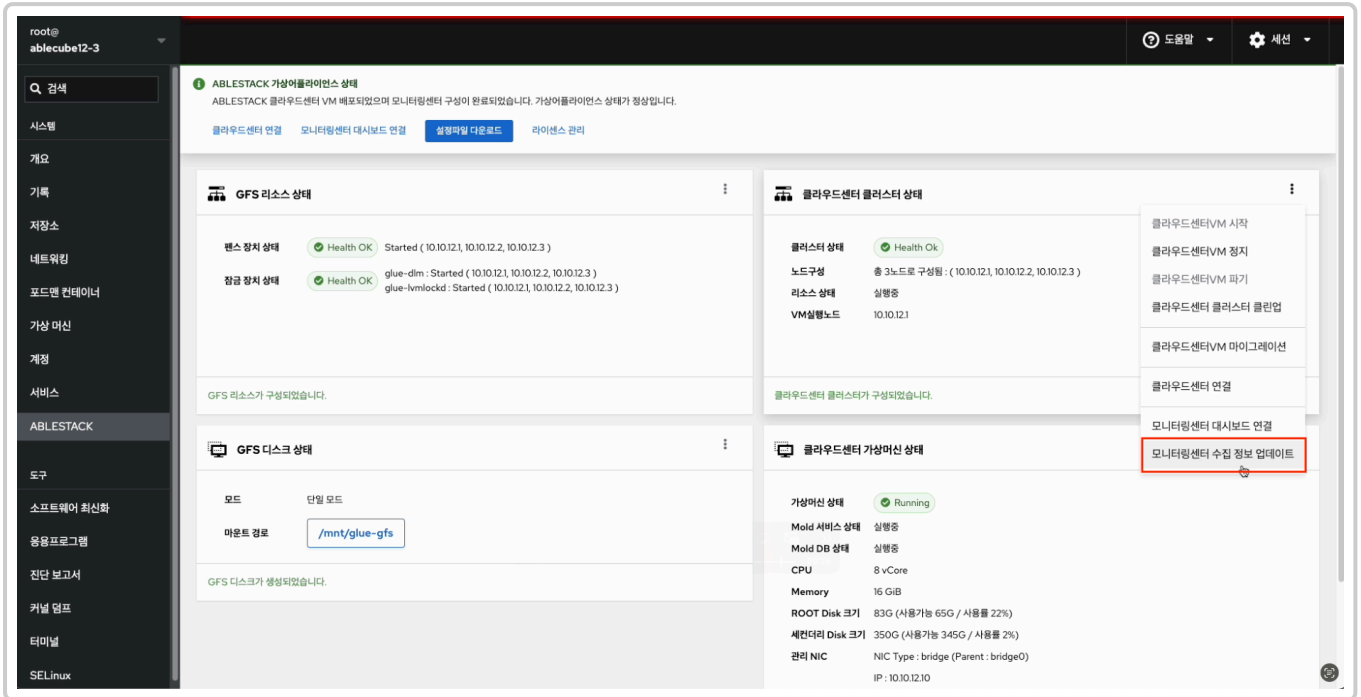 root@
ablecube12-3
도움말
세션
검색
시스템
개요
기록
저장소
네트워킹
포드맨 컨테이너
가상 머신
계정
서비스
ABLESTACK
도구
소프트웨어 최신화
응용프로그램
진단 보고서
커널 덤프
터미널
SELinux
ABLESTACK 가상어플라이언스 상태
ABLESTACK 클라우드센터 VM 배포되었으며 모니터링센터 구성이 완료되었습니다. 가상어플라이언스 상태가 정상입니다.
클라우드센터 연결 모니터링센터 대시보드 연결 설정파일 다운로드 라이센스 관리
GFS 리소스 상태
펜스 장치 상태 Health OK Started ( 10.10.12.1, 10.10.12.2, 10.10.12.3 )
잠금 장치 상태 Health OK glue-dlm : Started ( 10.10.12.1, 10.10.12.2, 10.10.12.3 )
glue-lvmlockd : Started ( 10.10.12.1, 10.10.12.2, 10.10.12.3 )
GFS 리소스가 구성되었습니다.
클라우드센터 클러스터 상태
클러스터 상태 Health Ok
노드구성 총 3노드로 구성됨 : ( 10.10.12.1, 10.10.12.2, 10.10.12.3 )
리소스 상태 실행중
VM실행노드 10.10.12.1
클라우드센터 클러스터가 구성되었습니다.
클라우드센터VM 시작
클라우드센터VM 정지
클라우드센터VM 파기
클라우드센터 클러스터 클린업
클라우드센터VM 마이그레이션
클라우드센터 연결
모니터링센터 대시보드 연결
모니터링센터 수집 정보 업데이트
GFS 디스크 상태
모드 단일 모드
마운트 경로 /mnt/glue-gfs
GFS 디스크가 생성되었습니다.
클라우드센터 가상머신 상태
가상머신 상태 Running
Mold 서비스 상태 실행중
Mold DB 상태 실행중
CPU 8 vCore
Memory 16 GiB
ROOT Disk 크기 83G (사용가능 65G / 사용률 22%)
세컨더리 Disk 크기 350G (사용가능 345G / 사용률 2%)
관리 NIC NIC Type : bridge (Parent : bridge0)
IP : 10.10.12.10